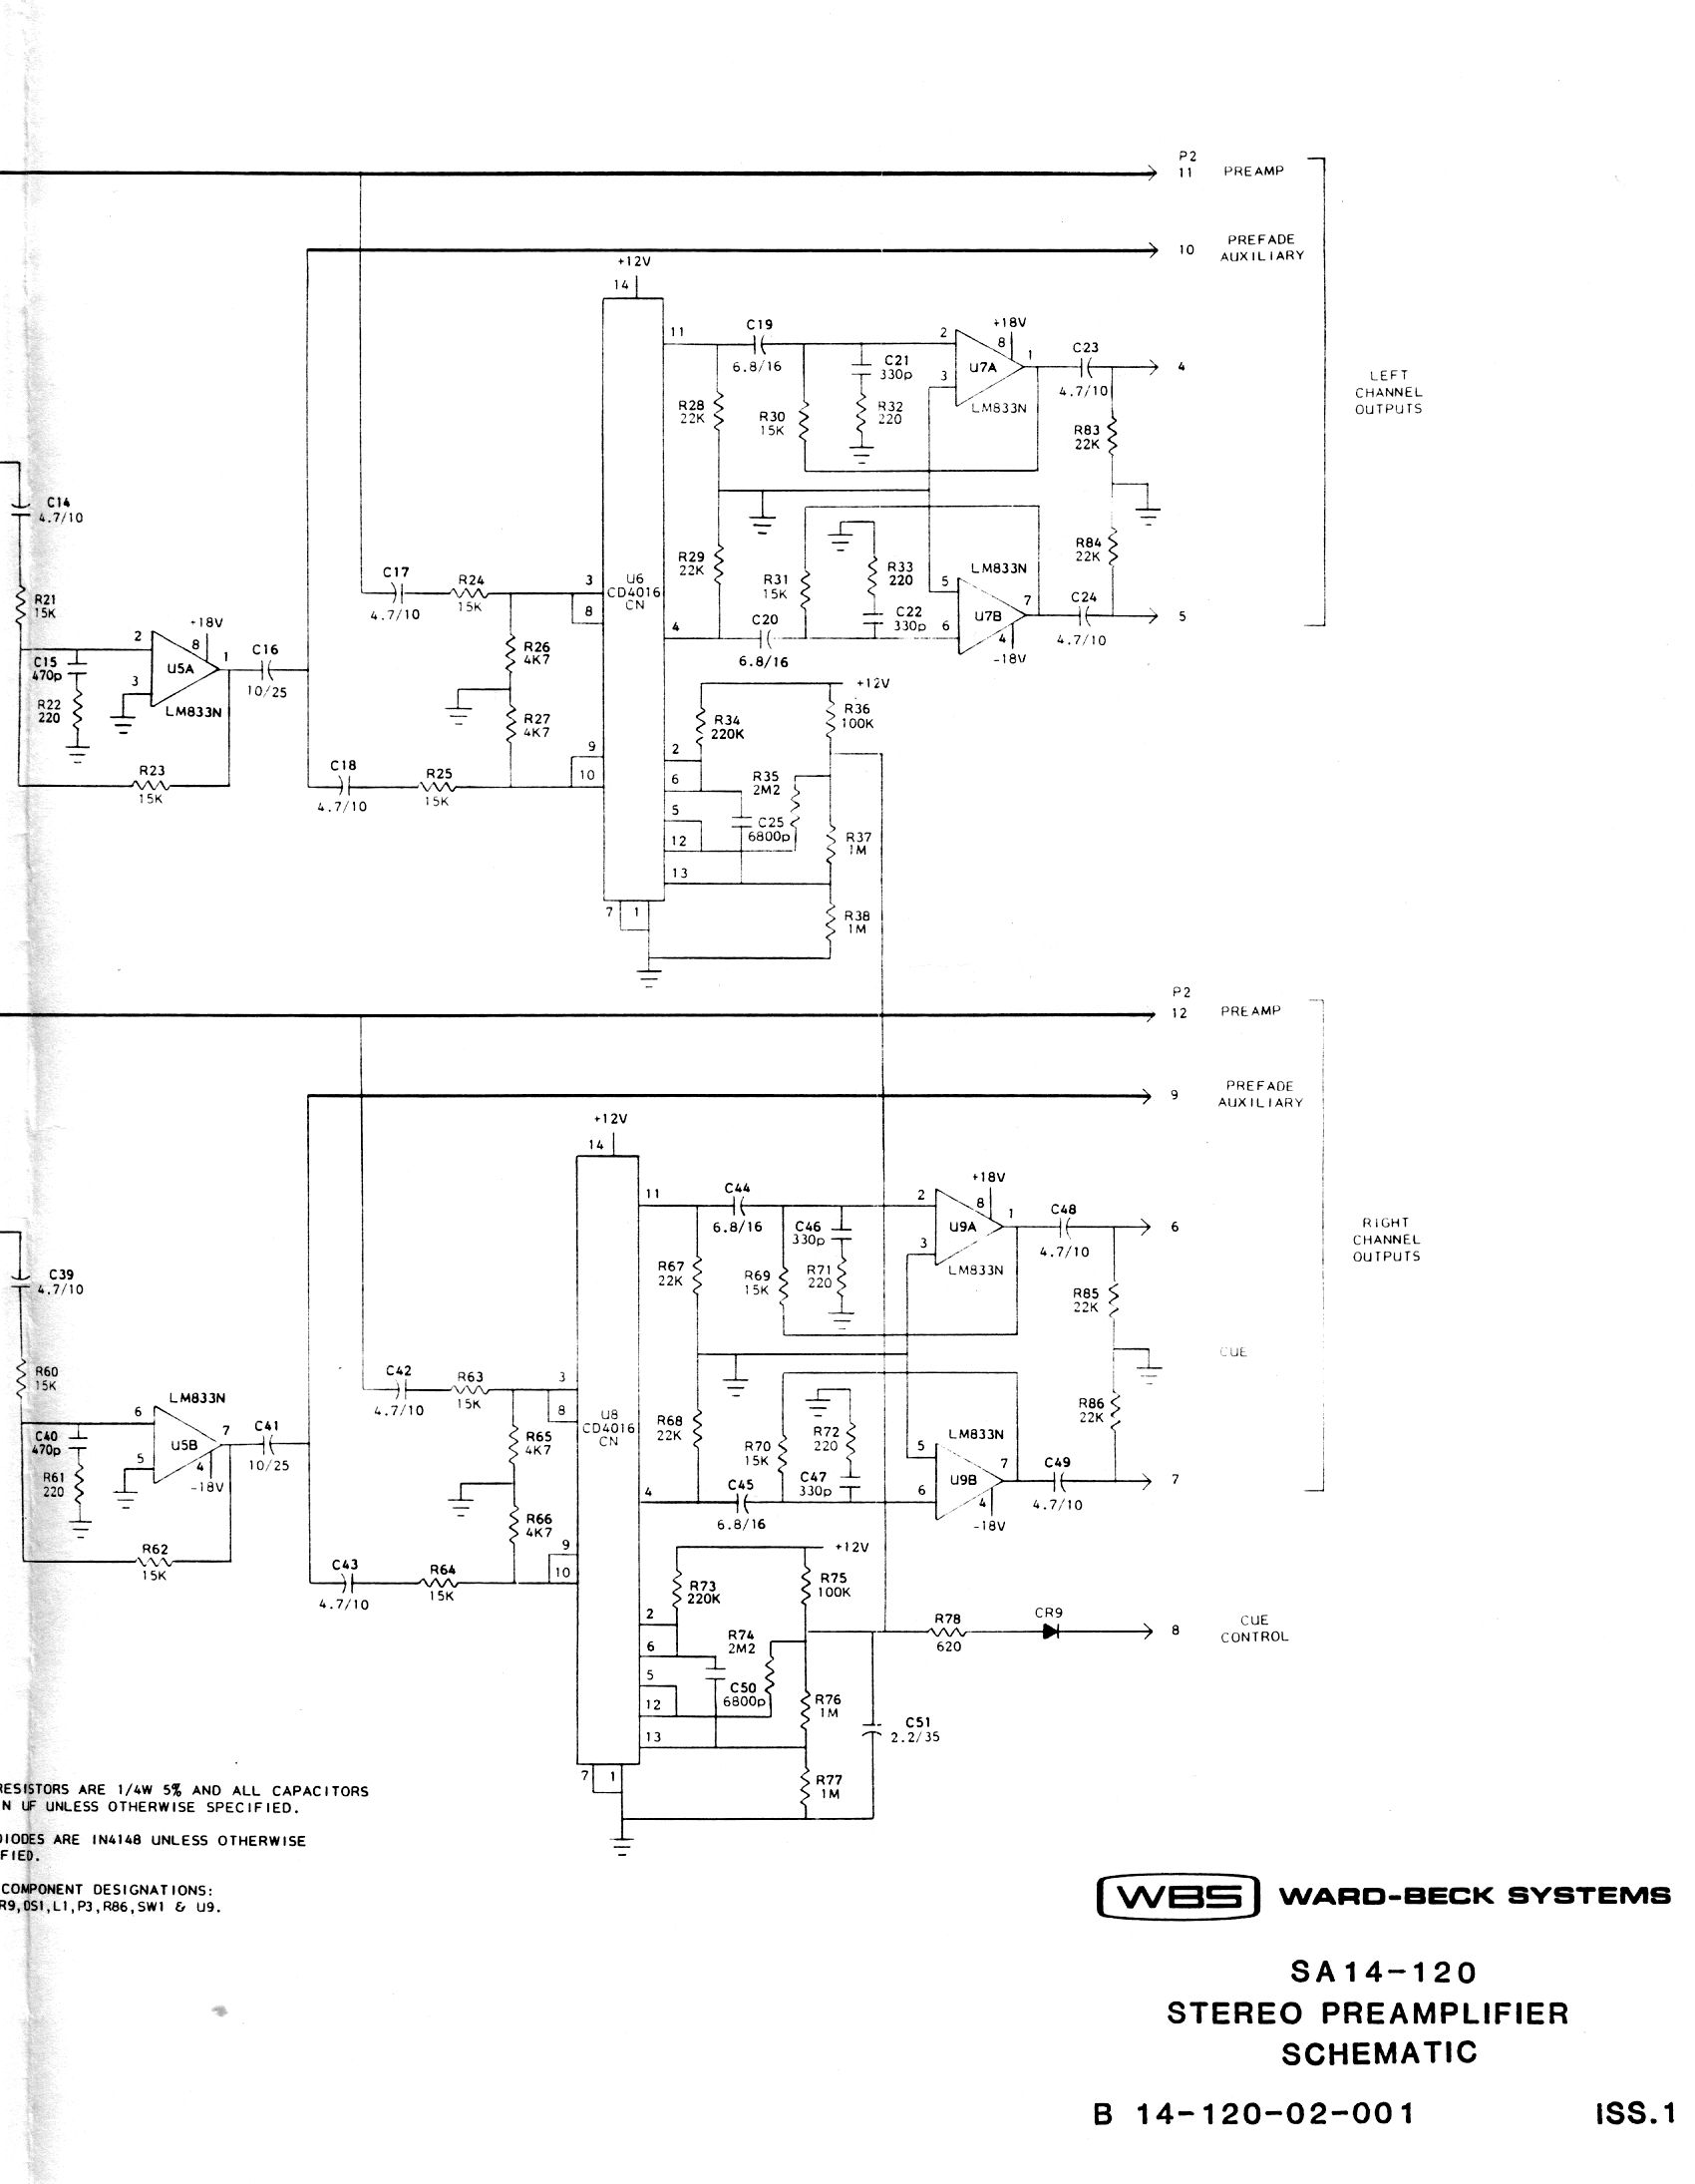 P2
11 PREAMP
10 PREFADE
AUXILIARY
+12V
14
11
C19
6.8/16
2
3
+18V
8
1
U7A
LM833N
C23
4.7/10
4
C21
330p
R28
22K
R30
15K
R32
220
R83
22K
LEFT
CHANNEL
OUTPUTS
C14
4.7/10
R21
15K
2
3
+18V
8
1
U5A
LM833N
C15
470p
R22
220
R23
15K
C16
10/25
C17
4.7/10
R24
15K
3
8
U6
CD4016
CN
R26
4K7
R27
4K7
C18
4.7/10
R25
15K
9
10
R29
22K
R31
15K
R33
220
C22
330p
4
C20
6.8/16
LM833N
5
6
7
U7B
4
-18V
C24
4.7/10
R84
22K
5
+12V
R34
220K
R36
100K
2
6
5
12
13
R35
2M2
C25
6800p
R37
1M
R38
1M
7 1
P2
12 PREAMP
9 PREFADE
AUXILIARY
+12V
14
11
C44
6.8/16
2
3
+18V
8
1
U9A
LM833N
C48
4.7/10
6
C46
330p
R67
22K
R69
15K
R71
220
R85
22K
RIGHT
CHANNEL
OUTPUTS
CUE
C39
4.7/10
R60
15K
LM833N
6
5
7
U5B
4
-18V
C40
470p
R61
220
R62
15K
C41
10/25
C42
4.7/10
R63
15K
3
8
U8
CD4016
CN
R65
4K7
R66
4K7
C43
4.7/10
R64
15K
9
10
R68
22K
R70
15K
R72
220
C47
330p
4
C45
6.8/16
LM833N
5
6
7
U9B
4
-18V
C49
4.7/10
R86
22K
7
+12V
R73
220K
R75
100K
2
6
5
12
13
R74
2M2
C50
6800p
R76
1M
R77
1M
7 1
R78
620
CR9
8 CUE
CONTROL
C51
2.2/35
RESISTORS ARE 1/4W 5% AND ALL CAPACITORS
N UF UNLESS OTHERWISE SPECIFIED.
DIODES ARE IN4148 UNLESS OTHERWISE
FIED.
COMPONENT DESIGNATIONS:
R9,DS1,L1,P3,R86,SW1 & U9.
WBS WARD-BECK SYSTEMS
SA14-120
STEREO PREAMPLIFIER
SCHEMATIC
B 14-120-02-001 ISS.1